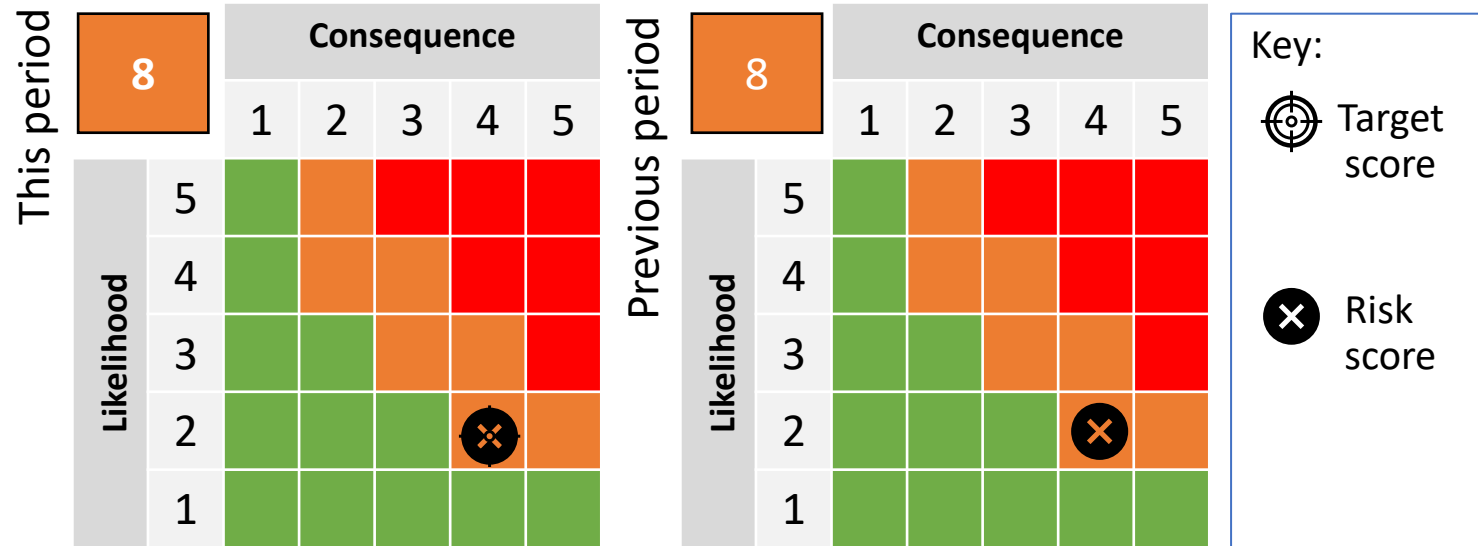 This period
8
Consequence
1 2 3 4 5
Likelihood
5
4
3
2
1
Previous period
8
Consequence
1 2 3 4 5
Likelihood
5
4
3
2
1
Key:
Target
score
Risk
score